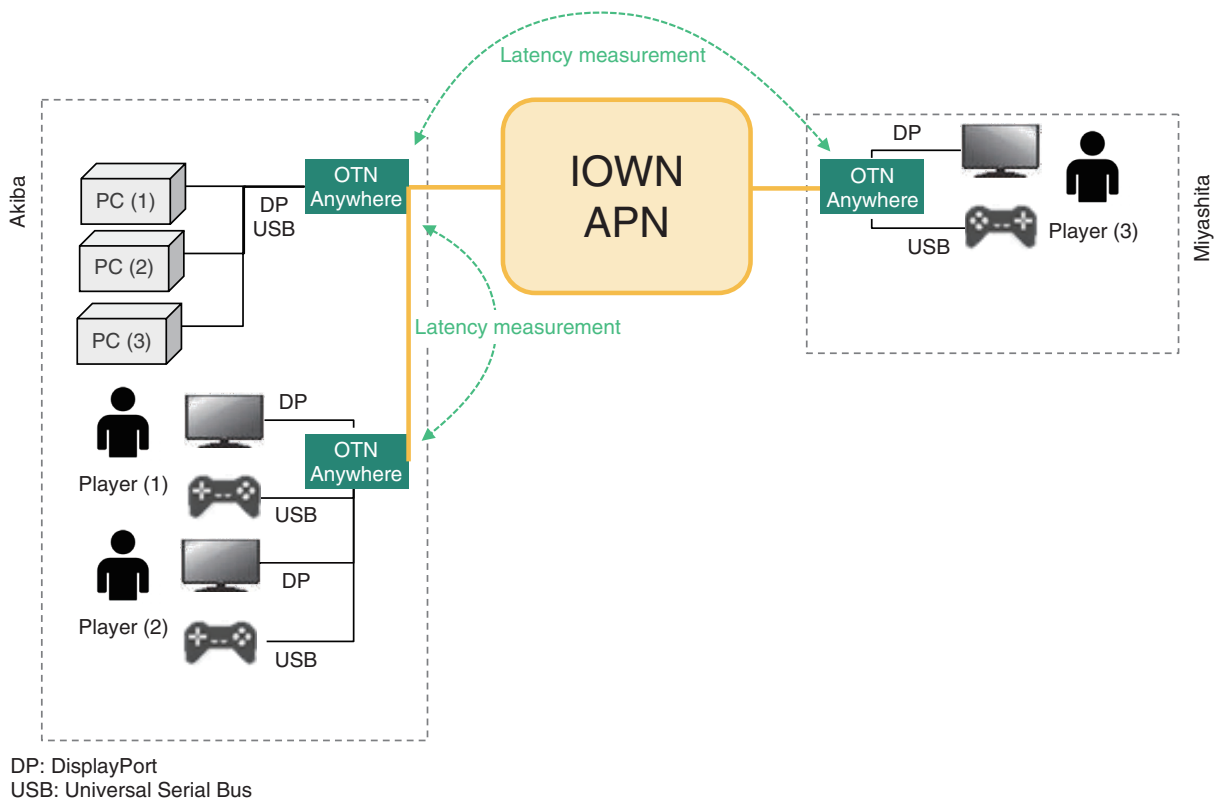 Latency measurement
Akiba
PC (1)
PC (2)
PC (3)
DP
USB
OTN
Anywhere
IOWN
APN
OTN
Anywhere
DP
USB
Player (3)
Miyashita
Latency measurement
Player (1)
DP
USB
OTN
Anywhere
Player (2)
DP
USB
DP: DisplayPort
USB: Universal Serial Bus